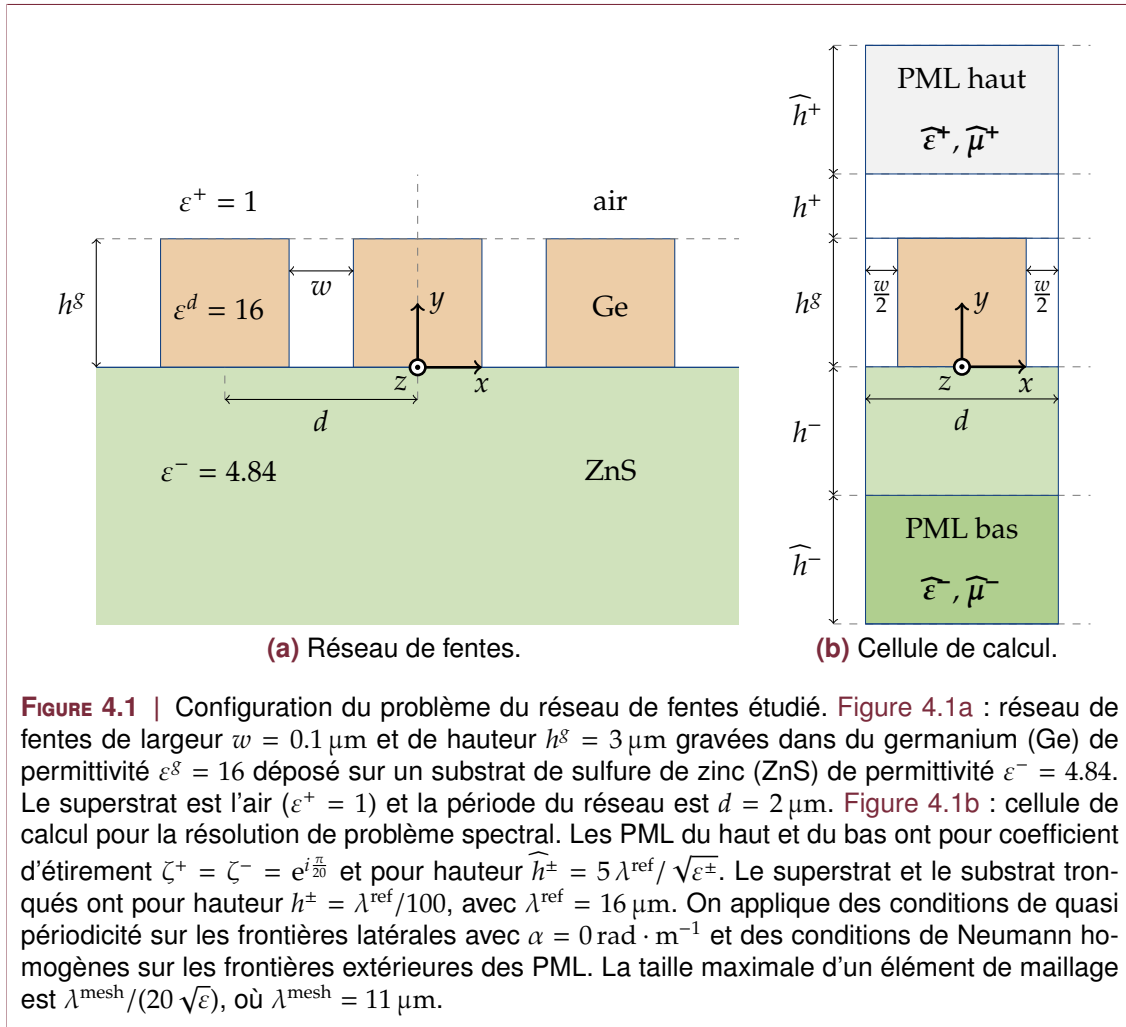 ε⁺ = 1
air
h^g
w
ε^d = 16
Ge
y
z
x
d
ε⁻ = 4.84
ZnS
(a) Réseau de fentes.
PML haut
ε̂⁺, μ̂⁺
ĥ⁺
h⁺
h^g
w/2
w/2
y
z
x
d
h⁻
PML bas
ε̂⁻, μ̂⁻
ĥ⁻
(b) Cellule de calcul.
FIGURE 4.1 | Configuration du problème du réseau de fentes étudié. Figure 4.1a : réseau de
fentes de largeur w = 0.1 μm et de hauteur h^g = 3 μm gravées dans du germanium (Ge) de
permittivité ε^g = 16 déposé sur un substrat de sulfure de zinc (ZnS) de permittivité ε⁻ = 4.84.
Le superstrat est l'air (ε⁺ = 1) et la période du réseau est d = 2 μm. Figure 4.1b : cellule de
calcul pour la résolution de problème spectral. Les PML du haut et du bas ont pour coefficient
d'étirement ζ⁺ = ζ⁻ = e^{i π/20} et pour hauteur ĥ^± = 5 λ^ref/ √ε^±. Le superstrat et le substrat tron-
qués ont pour hauteur h^± = λ^ref/100, avec λ^ref = 16 μm. On applique des conditions de quasi
périodicité sur les frontières latérales avec α = 0 rad · m⁻¹ et des conditions de Neumann ho-
mogènes sur les frontières extérieures des PML. La taille maximale d'un élément de maillage
est λ^mesh/(20 √ε), où λ^mesh = 11 μm.